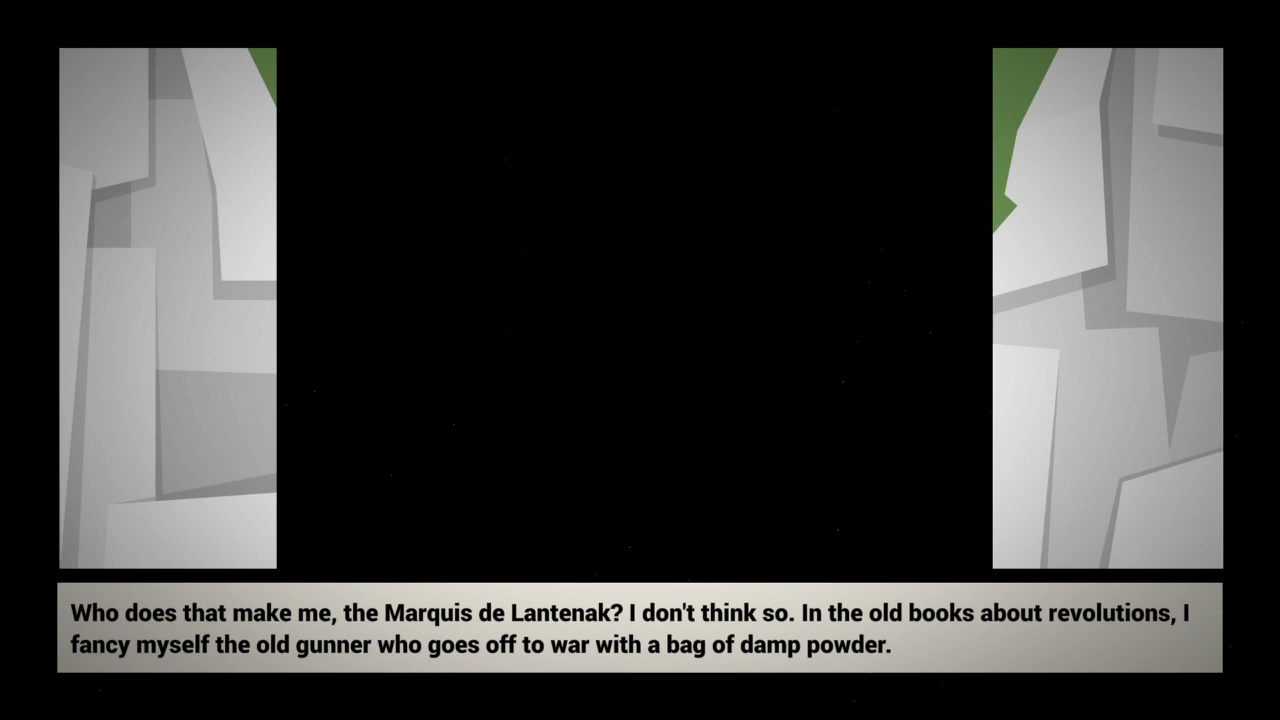 Who does that make me, the Marquis de Lantenak? I don't think so. In the old books about revolutions, I
fancy myself the old gunner who goes off to war with a bag of damp powder.